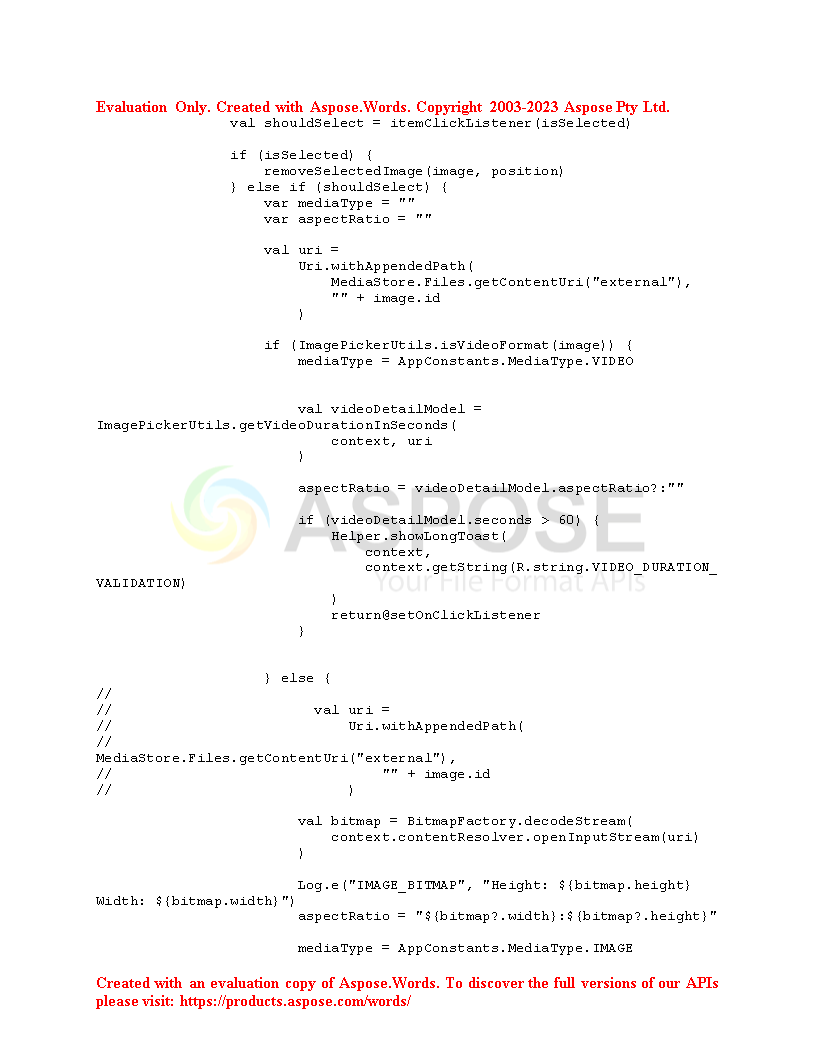 Evaluation Only. Created with Aspose.Words. Copyright 2003-2023 Aspose Pty Ltd.
val shouldSelect = itemClickListener(isSelected)
if (isSelected) {
removeSelectedImage(image, position)
} else if (shouldSelect) {
var mediaType = ""
var aspectRatio = ""
val uri =
Uri.withAppendedPath(
MediaStore.Files.getContentUri("external"),
"" + image.id
)
if (ImagePickerUtils.isVideoFormat(image)) {
mediaType = AppConstants.MediaType.VIDEO
val videoDetailModel =
ImagePickerUtils.getVideoDurationInSeconds(
context, uri
)
aspectRatio = videoDetailModel.aspectRatio?:""
ASPOSE
if (videoDetailModel.seconds > 60) {
Helper.showLongToast(
context,
context.getString(R.string.VIDEO_DURATION_
Your File Format APIs
VALIDATION)
)
return@setOnClickListener
}
} else {
//
// val uri =
// Uri.withAppendedPath(
//
MediaStore.Files.getContentUri("external"),
// "" + image.id
// )
val bitmap = BitmapFactory.decodeStream(
context.contentResolver.openInputStream(uri)
)
Log.e("IMAGE_BITMAP", "Height: ${bitmap.height}
Width: ${bitmap.width}")
aspectRatio = "${bitmap?.width}:${bitmap?.height}"
mediaType = AppConstants.MediaType.IMAGE
Created with an evaluation copy of Aspose.Words. To discover the full versions of our APIs
please visit: https://products.aspose.com/words/